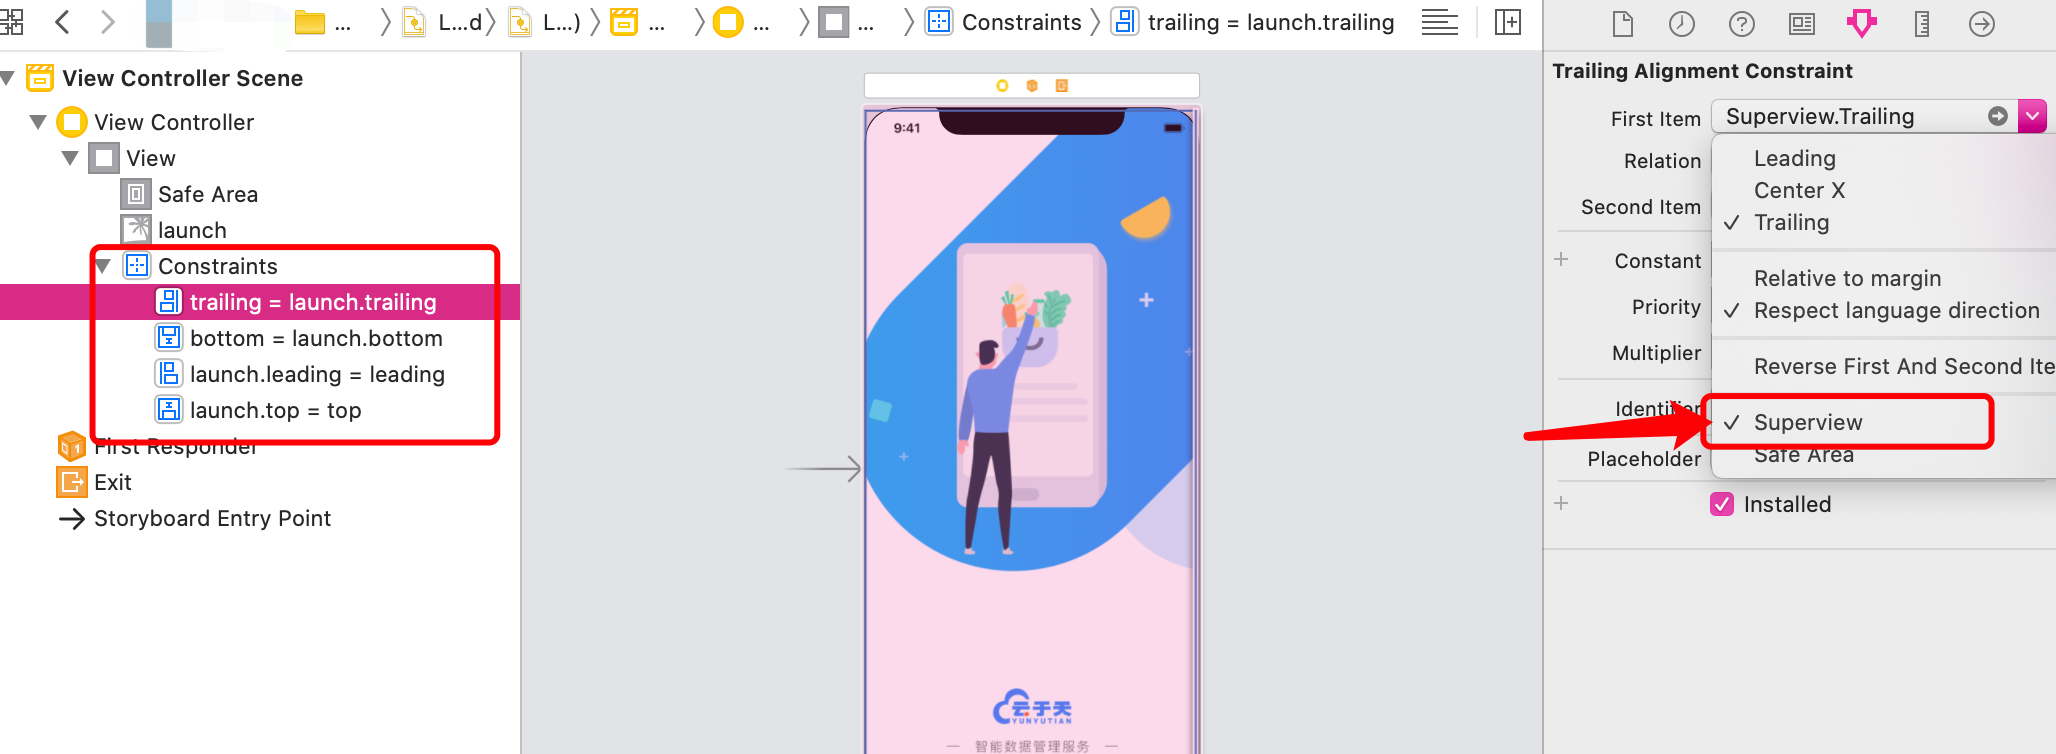 ... L...d L...) ... ... ... Constraints trailing = launch.trailing
View Controller Scene
View Controller
View
Safe Area
launch
Constraints
trailing = launch.trailing
bottom = launch.bottom
launch.leading = leading
launch.top = top
First Responder
Exit
Storyboard Entry Point
9:41
云于天
YUNYUTIAN
智能数据管理服务
Trailing Alignment Constraint
First Item Superview.Trailing
Relation
Second Item
Constant
Priority
Multiplier
Identifier
Placeholder
Leading
Center X
✓ Trailing
Relative to margin
✓ Respect language direction
Reverse First And Second Ite
✓ Superview
Safe Area
Installed